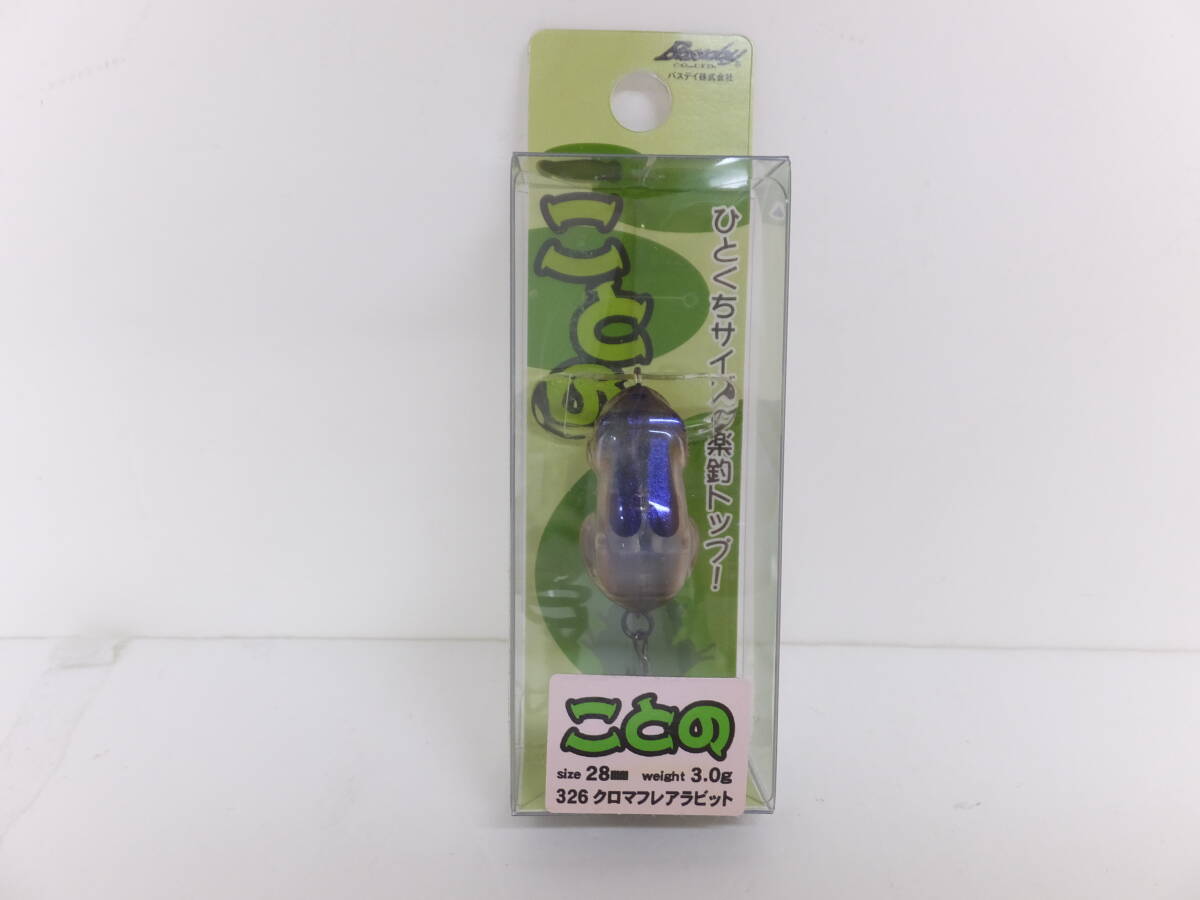 Bassday®
CO.,LTD.
バスデイ株式会社
ことの
ひとくちサイズの楽釣トップ!
ことの
size 28mm weight 3.0g
326 クロマフレアラビット